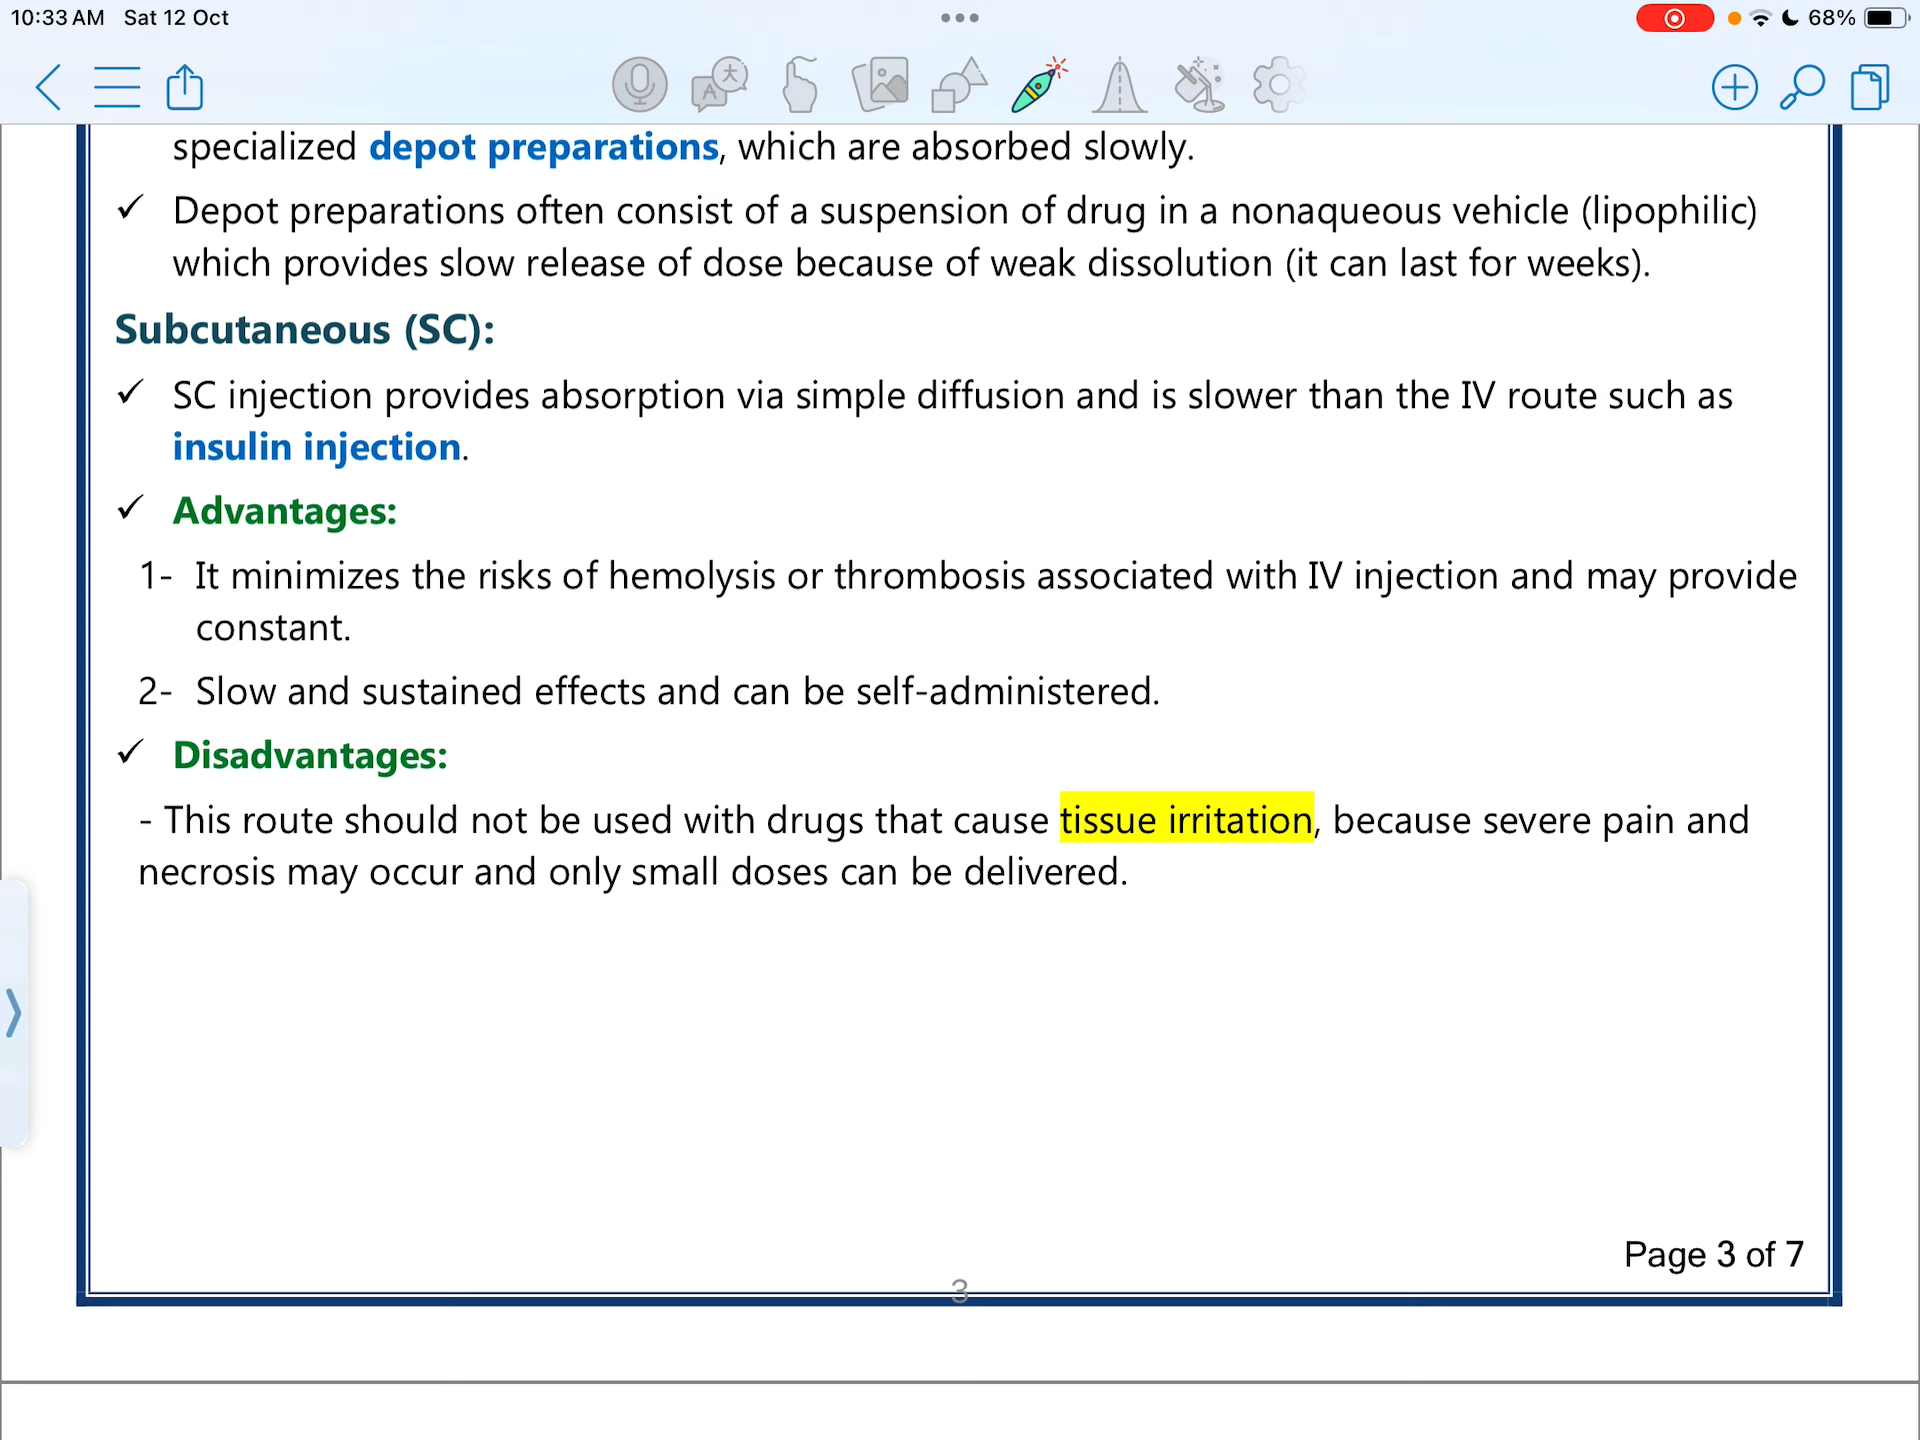 10:33 AM Sat 12 Oct
68%
specialized depot preparations, which are absorbed slowly.
✓ Depot preparations often consist of a suspension of drug in a nonaqueous vehicle (lipophilic)
which provides slow release of dose because of weak dissolution (it can last for weeks).
Subcutaneous (SC):
✓ SC injection provides absorption via simple diffusion and is slower than the IV route such as
insulin injection.
✓ Advantages:
1- It minimizes the risks of hemolysis or thrombosis associated with IV injection and may provide
constant.
2- Slow and sustained effects and can be self-administered.
✓ Disadvantages:
- This route should not be used with drugs that cause tissue irritation, because severe pain and
necrosis may occur and only small doses can be delivered.
Page 3 of 7
3